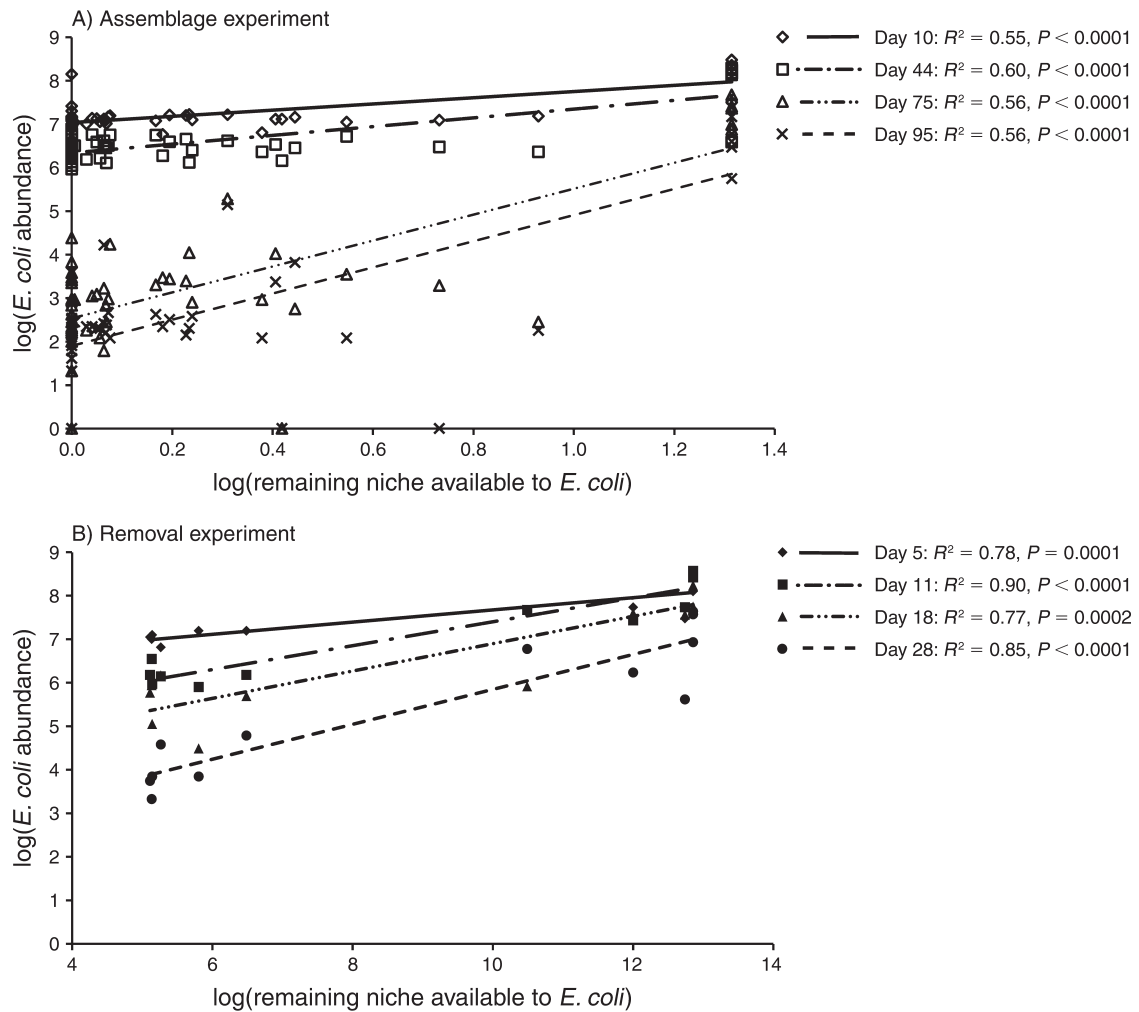 A) Assemblage experiment
9
8
7
6
5
4
3
2
1
0
log(E. coli abundance)
0.0 0.2 0.4 0.6 0.8 1.0 1.2 1.4
log(remaining niche available to E. coli)
Day 10: R² = 0.55, P < 0.0001
Day 44: R² = 0.60, P < 0.0001
Day 75: R² = 0.56, P < 0.0001
Day 95: R² = 0.56, P < 0.0001
B) Removal experiment
9
8
7
6
5
4
3
2
1
0
log(E. coli abundance)
4 6 8 10 12 14
log(remaining niche available to E. coli)
Day 5: R² = 0.78, P = 0.0001
Day 11: R² = 0.90, P < 0.0001
Day 18: R² = 0.77, P = 0.0002
Day 28: R² = 0.85, P < 0.0001